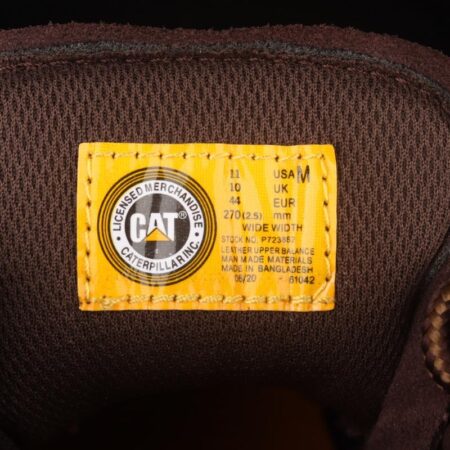 LICENSED MERCHANDISE
CAT®
CATERPILLAR INC.
11 USA M
10 UK
44 EUR
270 (2.5) mm
WIDE WIDTH
STOCK NO. P723887
LEATHER UPPER BALANCE
MAN MADE MATERIALS
MADE IN BANGLADESH
06/20 61042